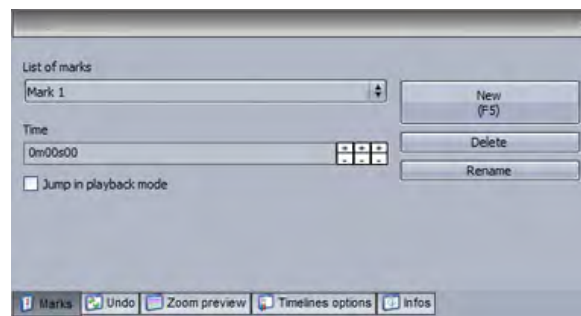 List of marks
Mark 1
New
(F5)
Time
Delete
0m00s00
+ + +
- - -
Rename
Jump in playback mode
Marks Undo Zoom preview Timelines options Infos